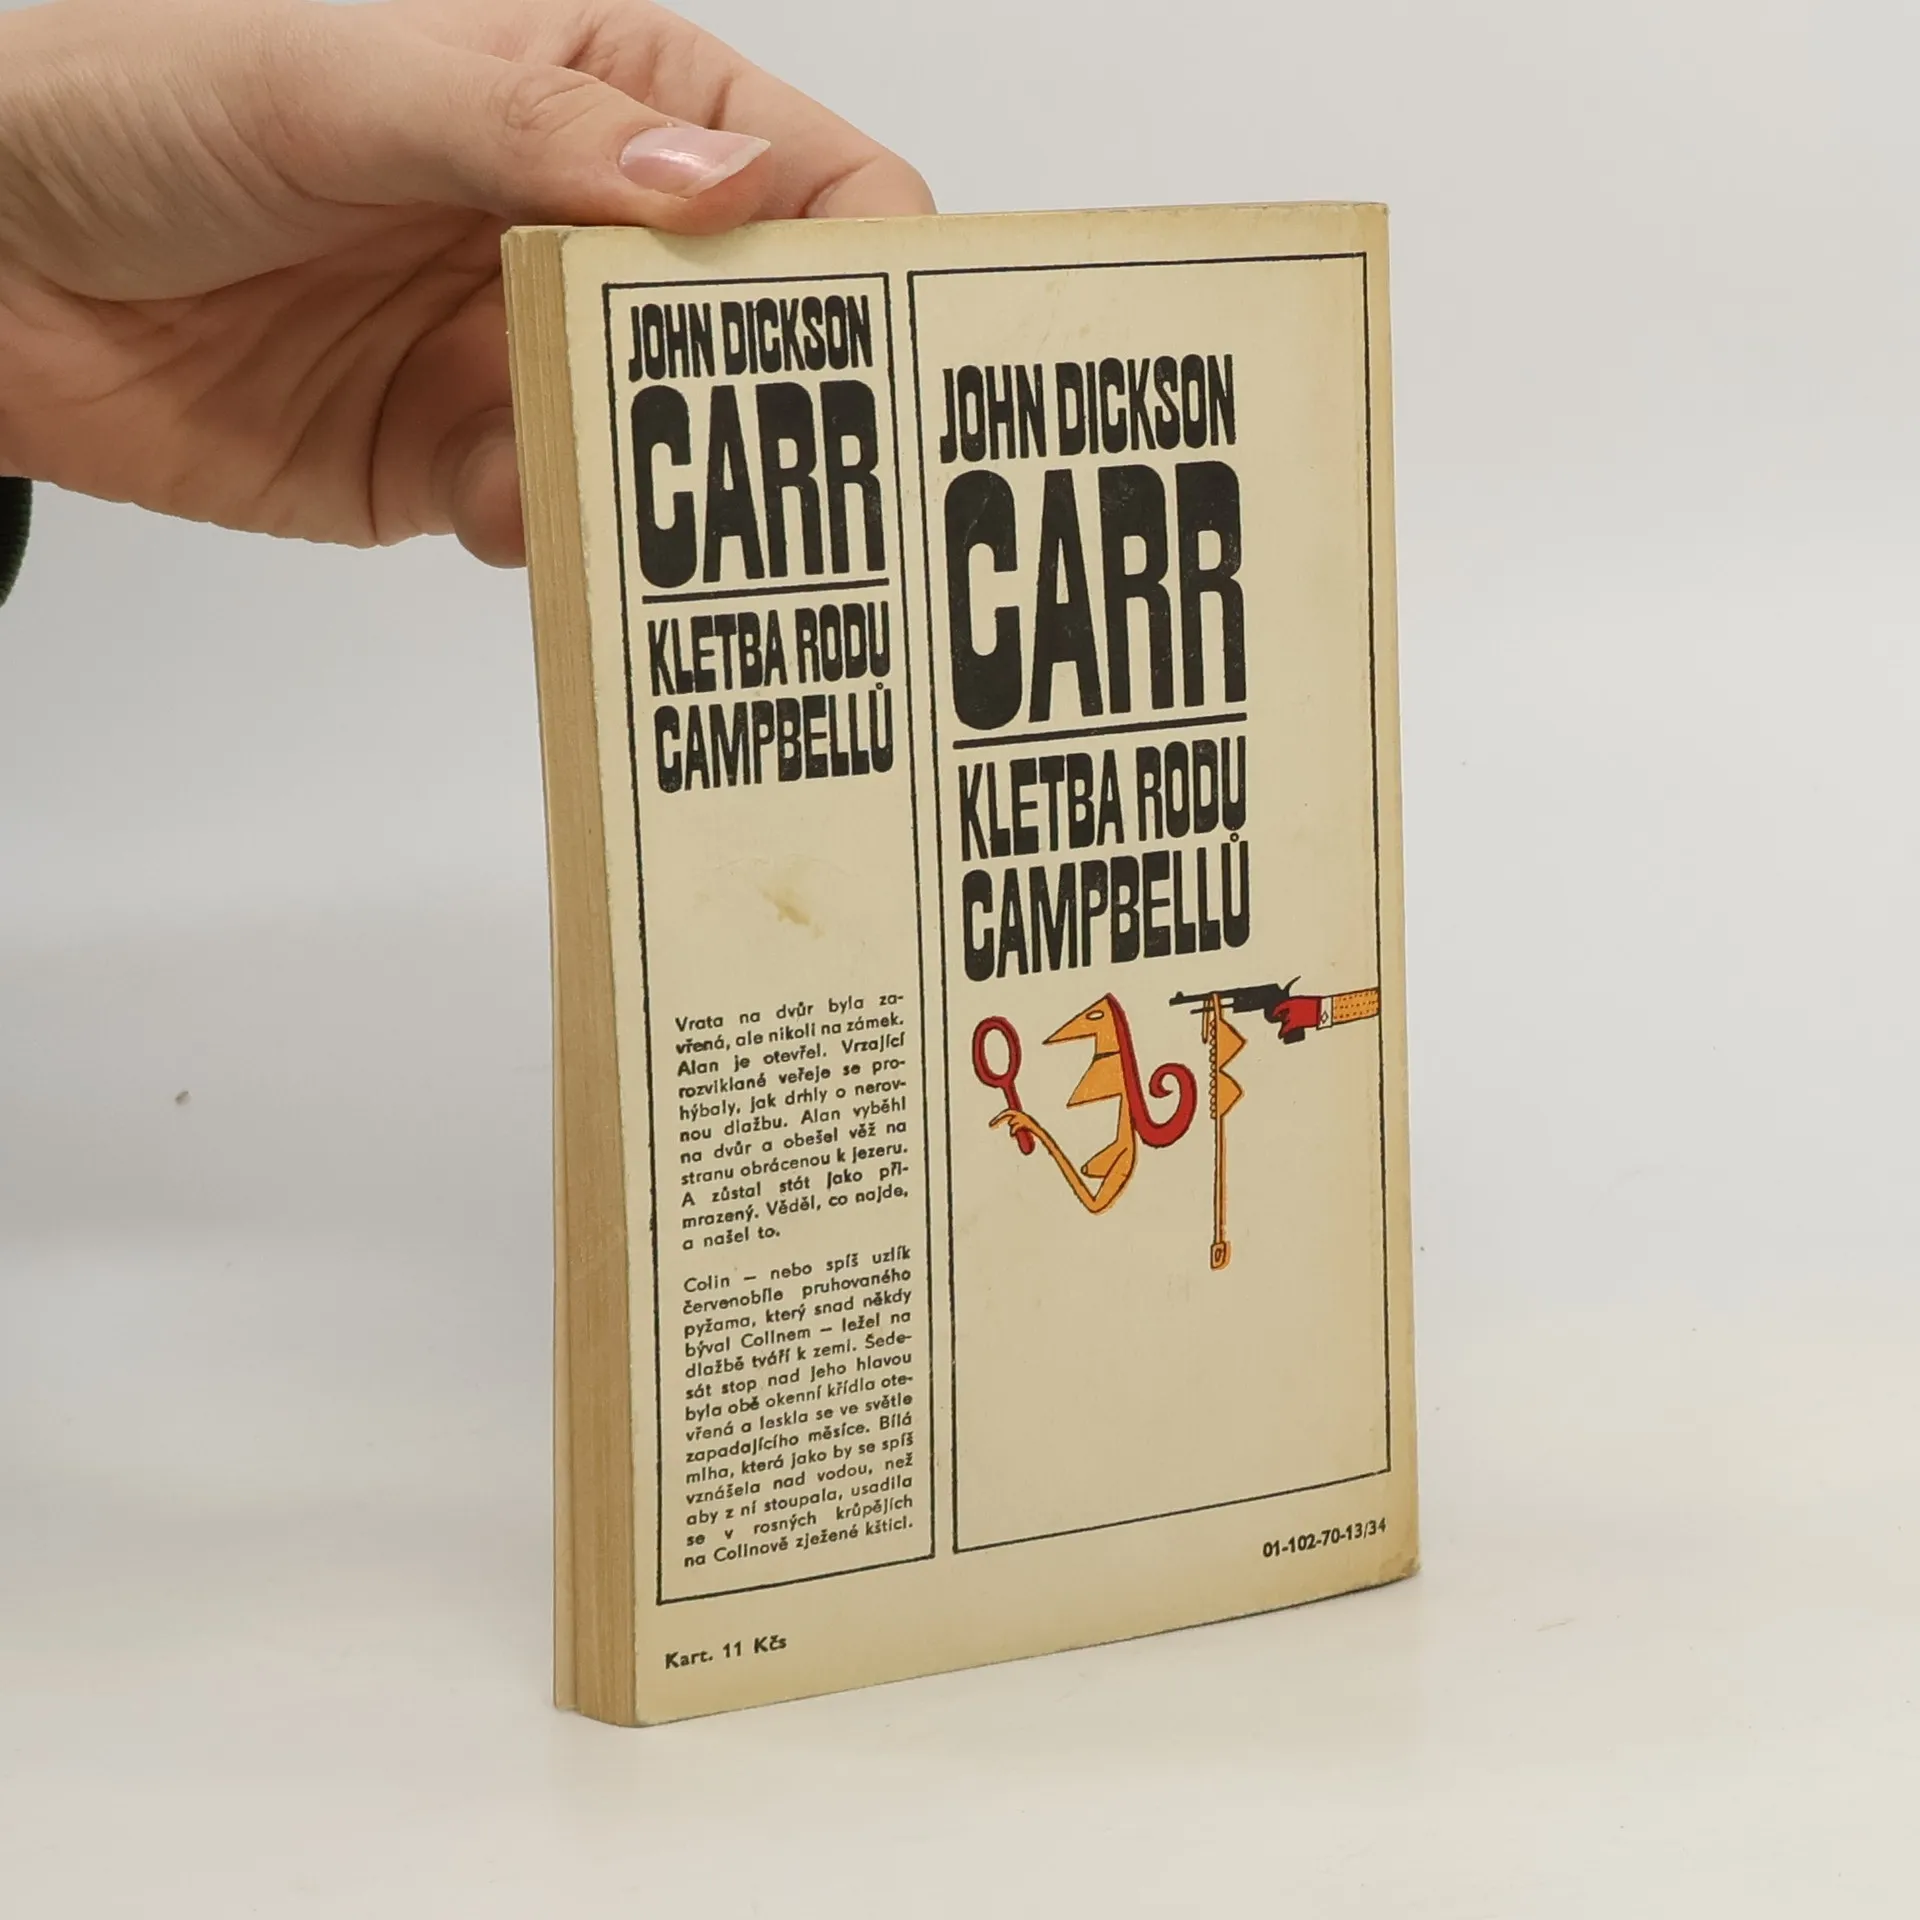 JOHN DICKSON
CARR
KLETBA RODU
CAMPBELLŮ
Vrata na dvůr byla za-
vřená, ale nikoli na zámek.
Alan je otevřel. Vrzající
rozviklané veřeje se pro-
hýbaly, jak drhly o nerov-
nou dlažbu. Alan vyběhl
na dvůr a obešel věž na
stranu obrácenou k jezeru.
A zůstal stát jako při-
mrazený. Věděl, co najde,
a našel to.
Colin — nebo spíš uzlík
červenobíle pruhovaného
pyžama, který snad někdy
býval Colinem — ležel na
dlažbě tváří k zemi. Šede-
sát stop nad jeho hlavou
byla obě okenní křídla ote-
vřená a leskla se ve světle
zapadajícího měsíce. Bílá
mlha, která jako by se spíš
vznášela nad vodou, než
aby z ní stoupala, usadila
se v rosných krůpějích
na Colinově zježené kštici.
Kart. 11 Kčs
JOHN DICKSON
CARR
KLETBA RODU
CAMPBELLŮ
01-102-70-13/34